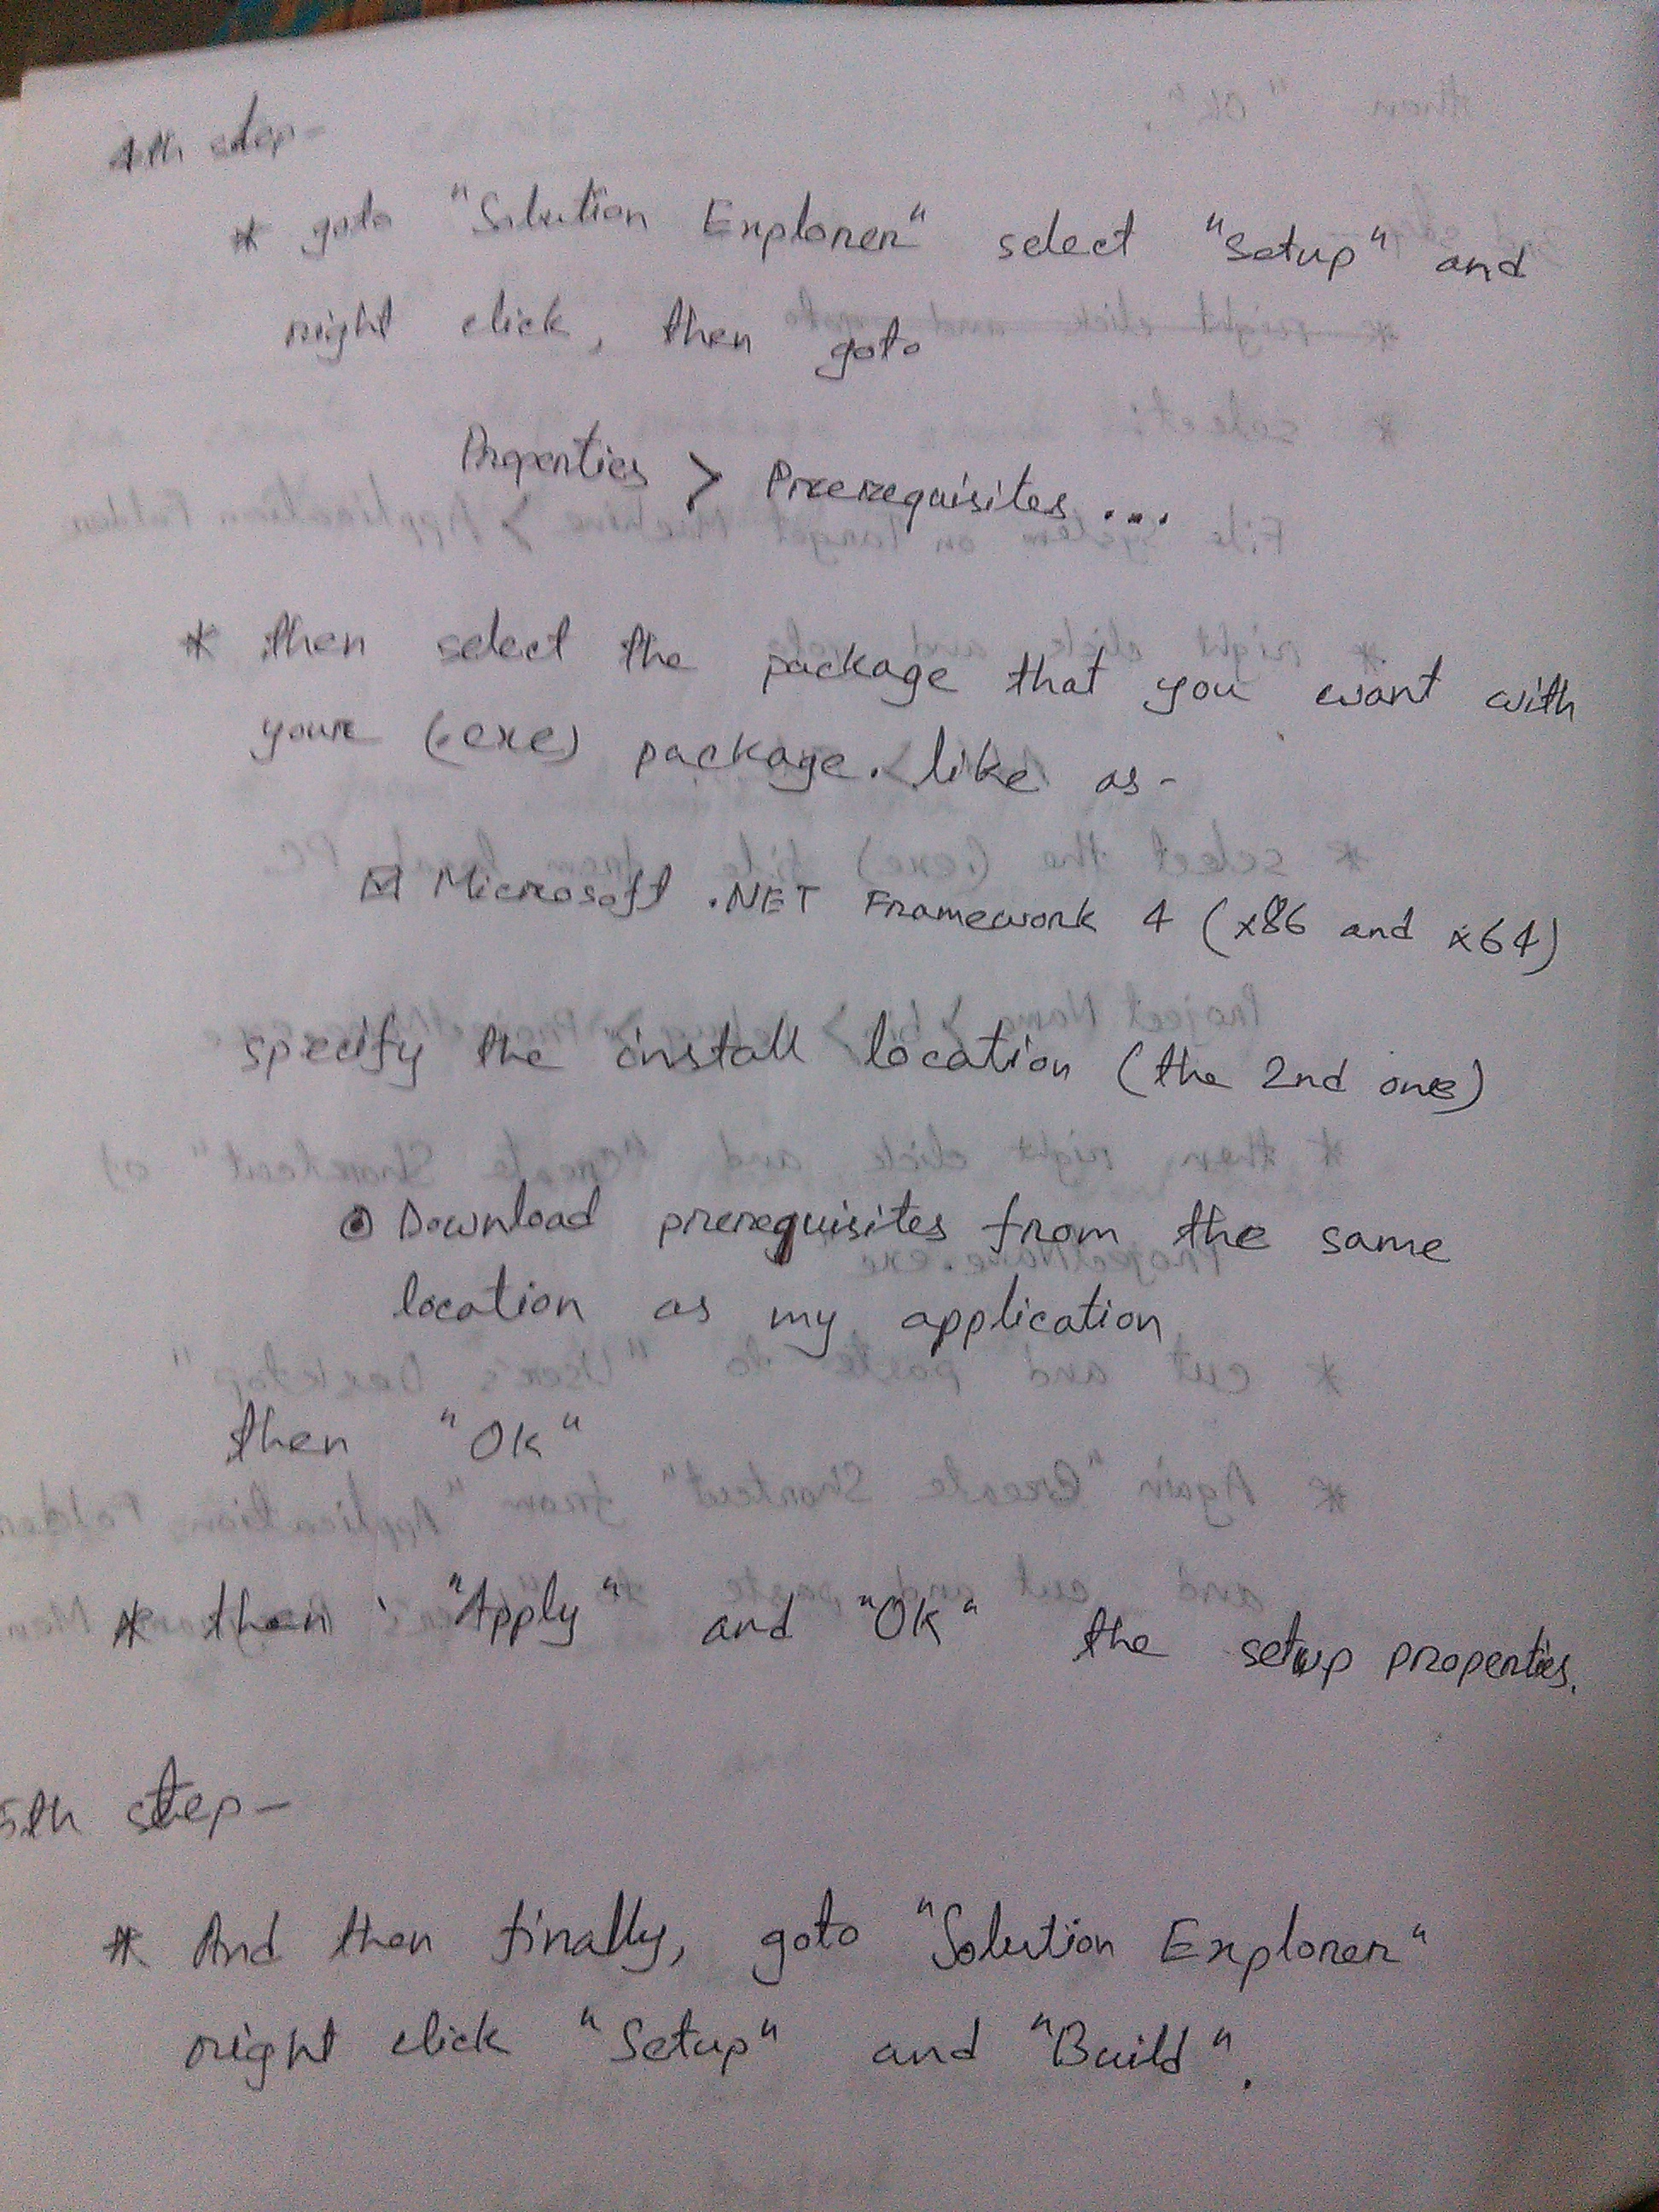 4th step-
* goto "Solution Explorer" select "Setup" and
right click, then goto
Properties > Prerequisites ...
* then select the package that you want with
your (.exe) package. like as-
☑ Microsoft .NET Framework 4 (x86 and x64)
specify the install location (the 2nd one)
⦿ Download prerequisites from the same
location as my application
then "OK"
* then "Apply" and "OK" the setup properties.
5th step-
* And then finally, goto "Solution Explorer"
right click "Setup" and "Build".